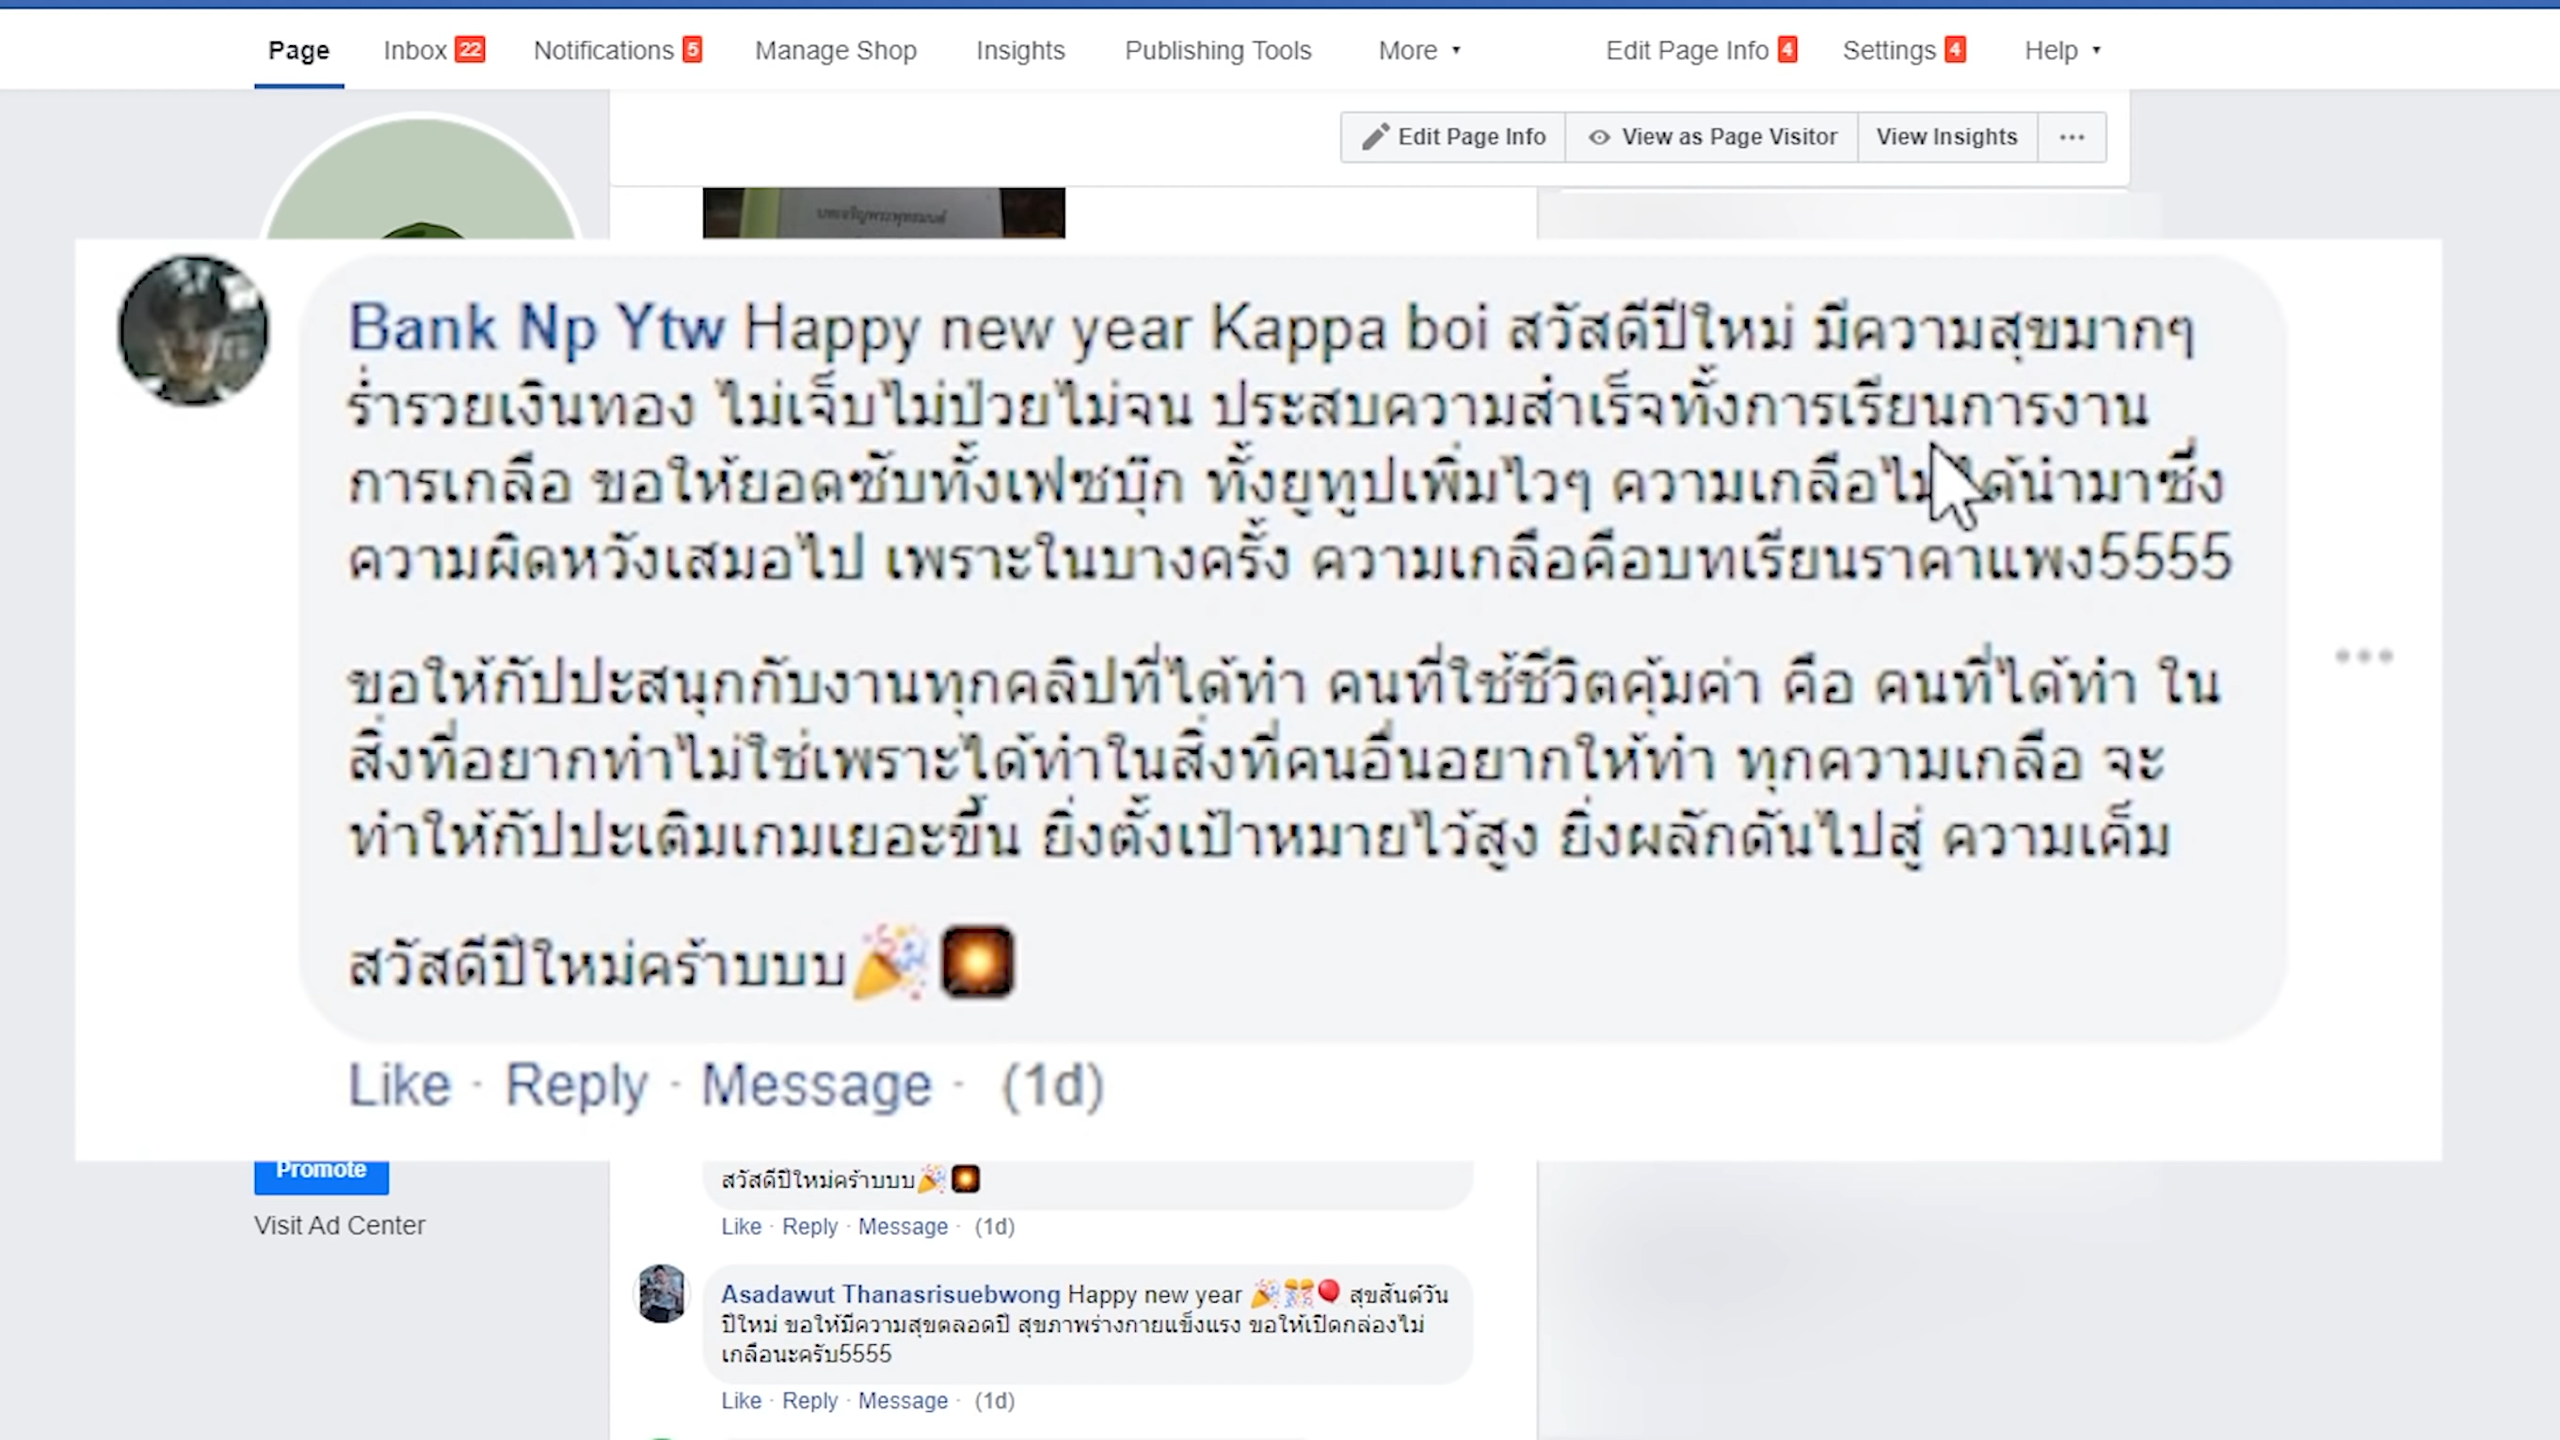 Page Inbox 22 Notifications 5 Manage Shop Insights Publishing Tools More Edit Page Info 4 Settings 4 Help
Edit Page Info View as Page Visitor View Insights
บทเจริญพระพุทธมนต์
Bank Np Ytw Happy new year Kappa boi สวัสดีปีใหม่ มีความสุขมากๆ
ร่ำรวยเงินทอง ไม่เจ็บไม่ป่วยไม่จน ประสบความสำเร็จทั้งการเรียนการงาน
การเกลือ ขอให้ยอดซับทั้งเฟซบุ๊ก ทั้งยูทูปเพิ่มไวๆ ความเกลือไม่ได้นำมาซึ่ง
ความผิดหวังเสมอไป เพราะในบางครั้ง ความเกลือคือบทเรียนราคาแพง5555
ขอให้กัปปะสนุกกับงานทุกคลิปที่ได้ทำ คนที่ใช้ชีวิตคุ้มค่า คือ คนที่ได้ทำ ใน
สิ่งที่อยากทำไม่ใช่เพราะได้ทำในสิ่งที่คนอื่นอยากให้ทำ ทุกความเกลือ จะ
ทำให้กัปปะเติมเกมเยอะขึ้น ยิ่งตั้งเป้าหมายไว้สูง ยิ่งผลักดันไปสู่ ความเค็ม
สวัสดีปีใหม่คร้าบบบ🎉🎇
Like · Reply · Message · (1d)
Promote
Visit Ad Center
สวัสดีปีใหม่คร้าบบบ🎉🎇
Like · Reply · Message · (1d)
Asadawut Thanasrisuebwong Happy new year 🎉🎊🎈 สุขสันต์วัน
ปีใหม่ ขอให้มีความสุขตลอดปี สุขภาพร่างกายแข็งแรง ขอให้เปิดกล่องไม่
เกลือนะครับ5555
Like · Reply · Message · (1d)